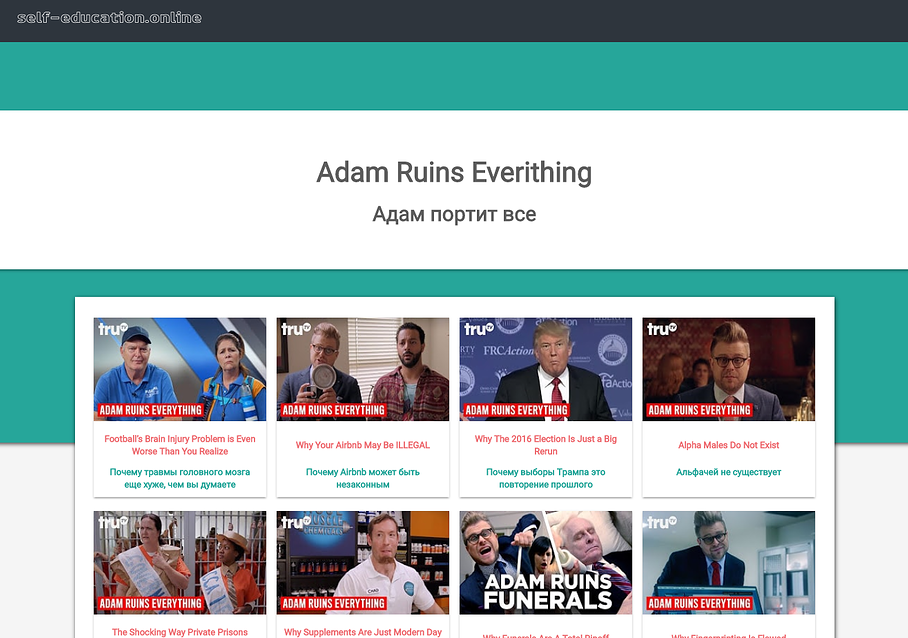 self-education.online
Adam Ruins Everithing
Адам портит все
truTV
ADAM RUINS EVERYTHING
truTV
ADAM RUINS EVERYTHING
truTV
FRCAction
ADAM RUINS EVERYTHING
truTV
ADAM RUINS EVERYTHING
Football's Brain Injury Problem is Even
Worse Than You Realize
Почему травмы головного мозга
еще хуже, чем вы думаете
Why Your Airbnb May Be ILLEGAL
Почему Airbnb может быть
незаконным
Why The 2016 Election Is Just a Big
Rerun
Почему выборы Трампа это
повторение прошлого
Alpha Males Do Not Exist
Альфачей не существует
truTV
ADAM RUINS EVERYTHING
truTV
ADAM RUINS EVERYTHING
ADAM RUINS
FUNERALS
truTV
ADAM RUINS EVERYTHING
The Shocking Way Private Prisons
Why Supplements Are Just Modern Day
Why Funerals Are A Total Ripoff
Why Fingerprinting Is Flawed